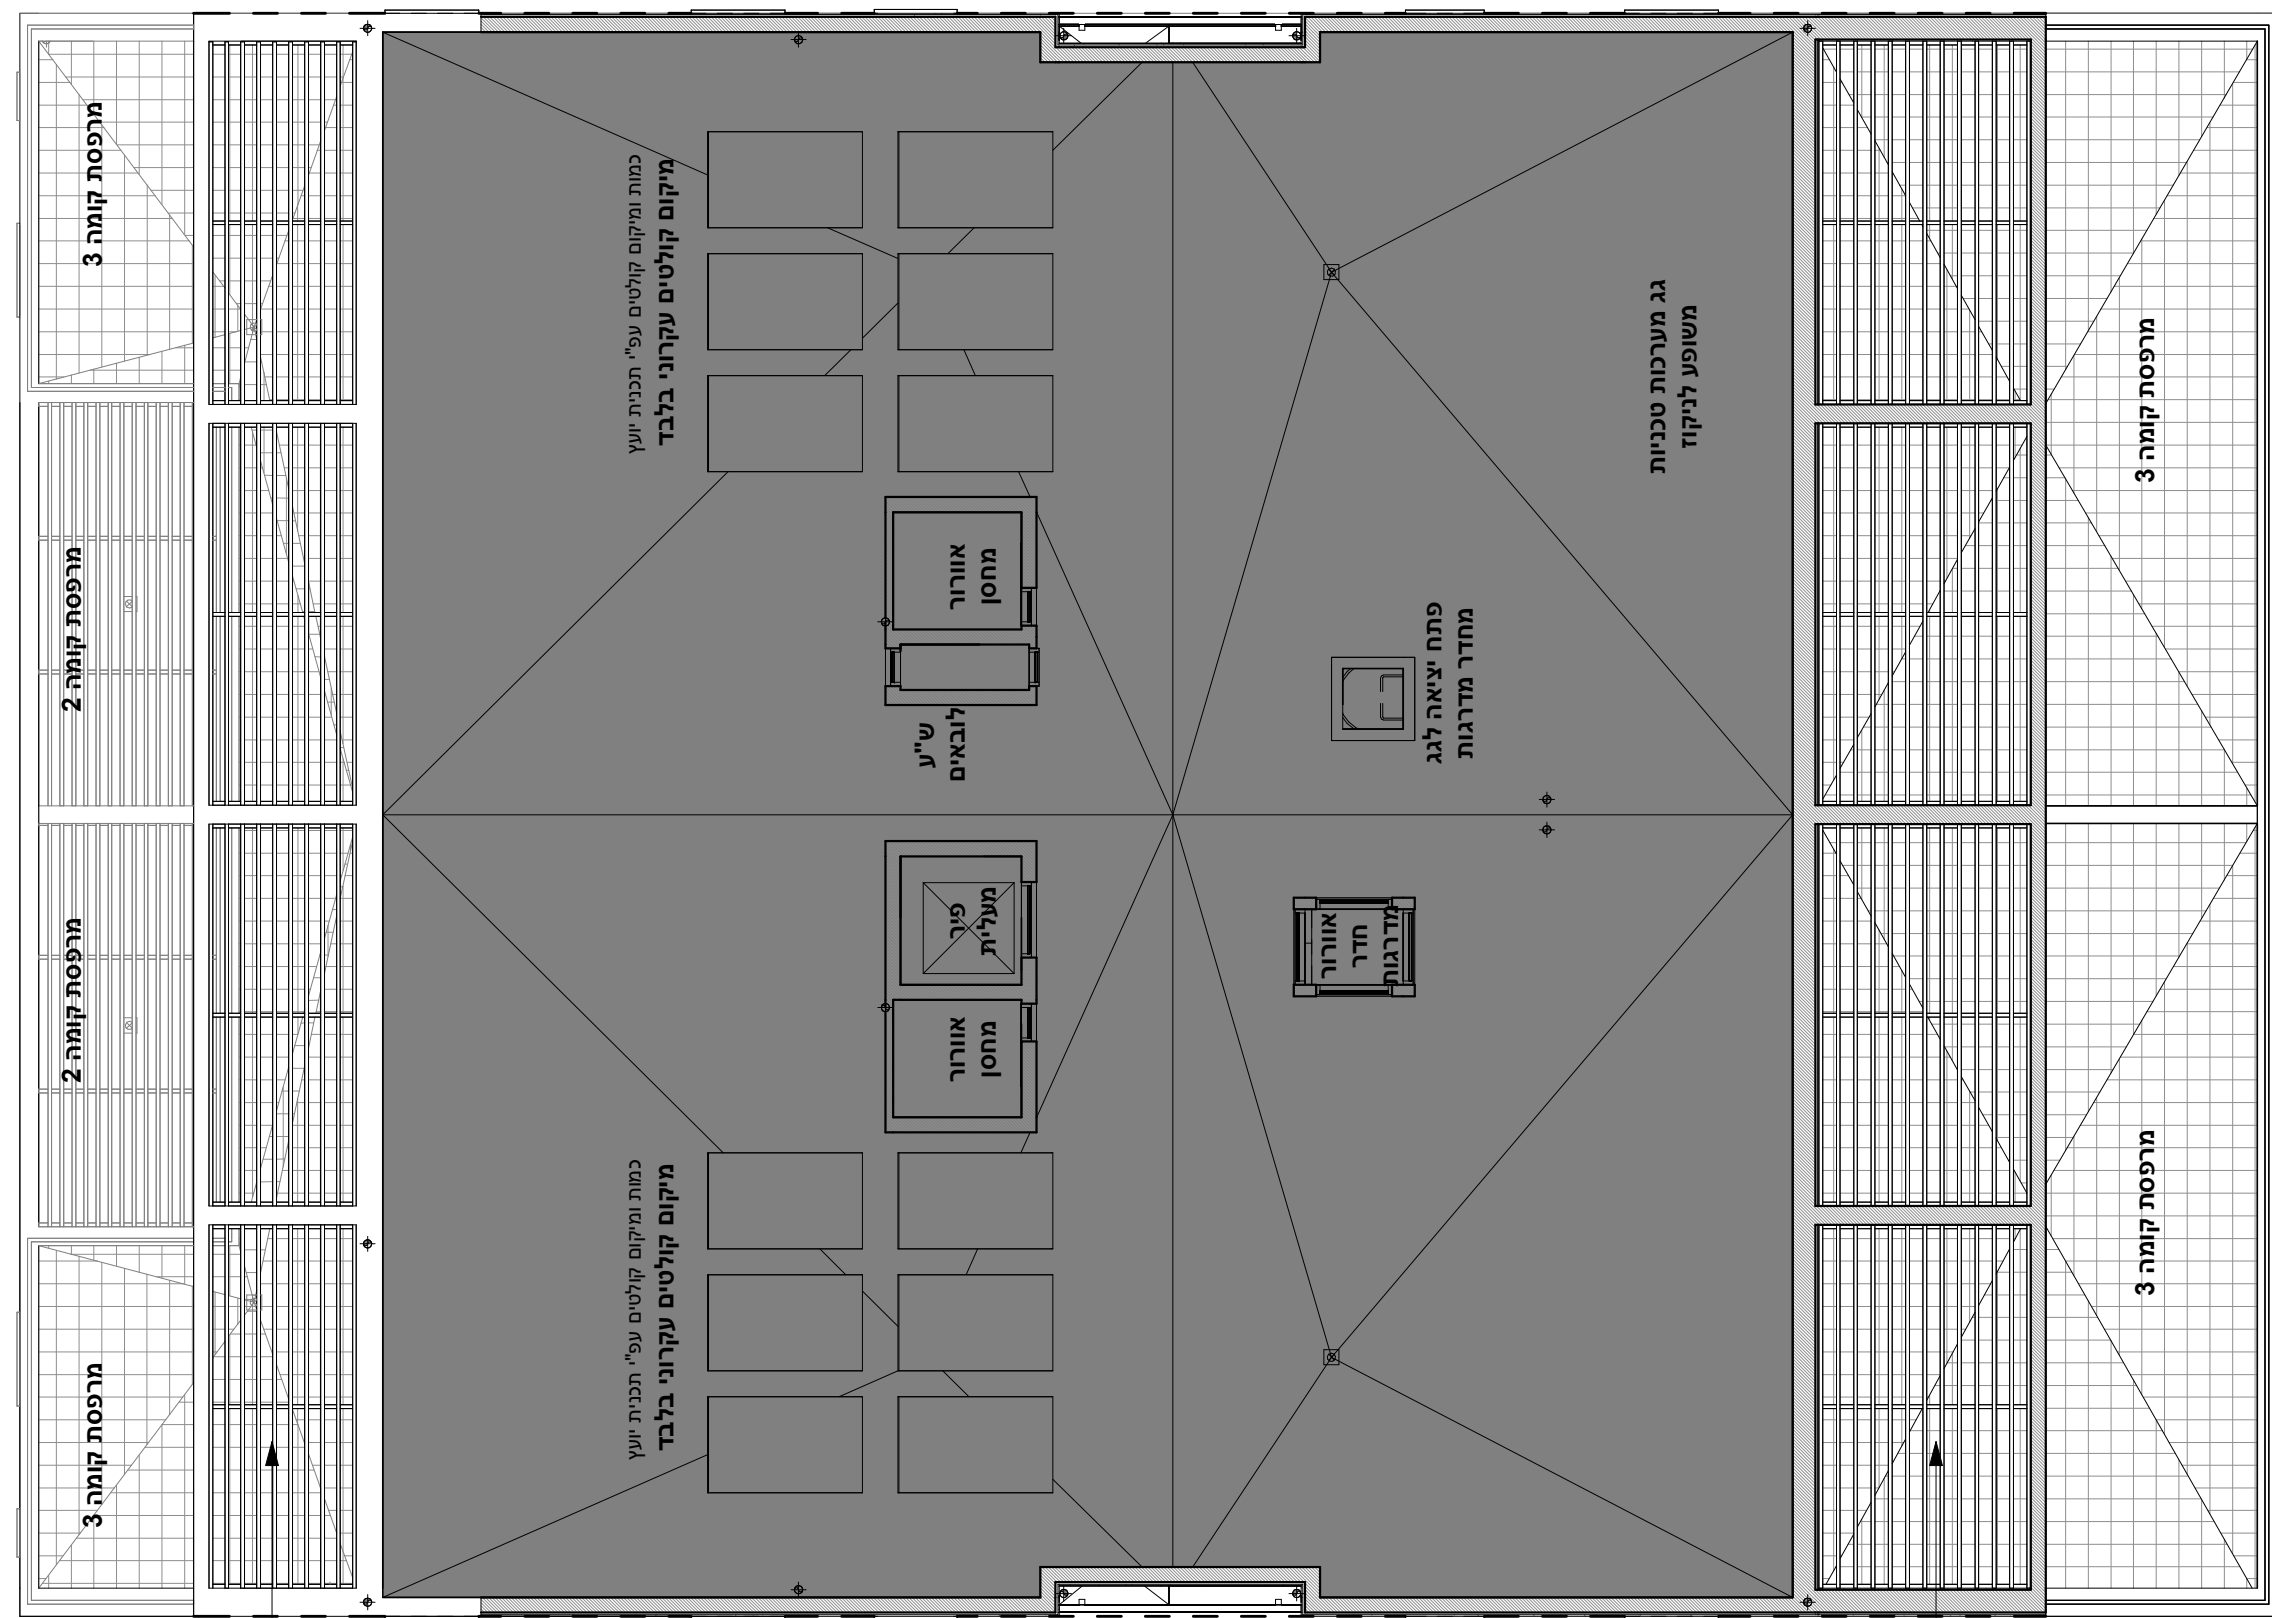 מרפסת קומה 3
מרפסת קומה 2
מרפסת קומה 2
מרפסת קומה 3
כמות ומיקום קולטים עפ"י תכנית יועץ
מיקום קולטים עקרוני בלבד
כמות ומיקום קולטים עפ"י תכנית יועץ
מיקום קולטים עקרוני בלבד
אוורור
מחסן
ש"ע
לובאים
פיר
מעלית
אוורור
מחסן
פתח יציאה לגג
מחדר מדרגות
אוורור
חדר
מדרגות
גג מערכות טכניות
משופע לניקוז
מרפסת קומה 3
מרפסת קומה 3